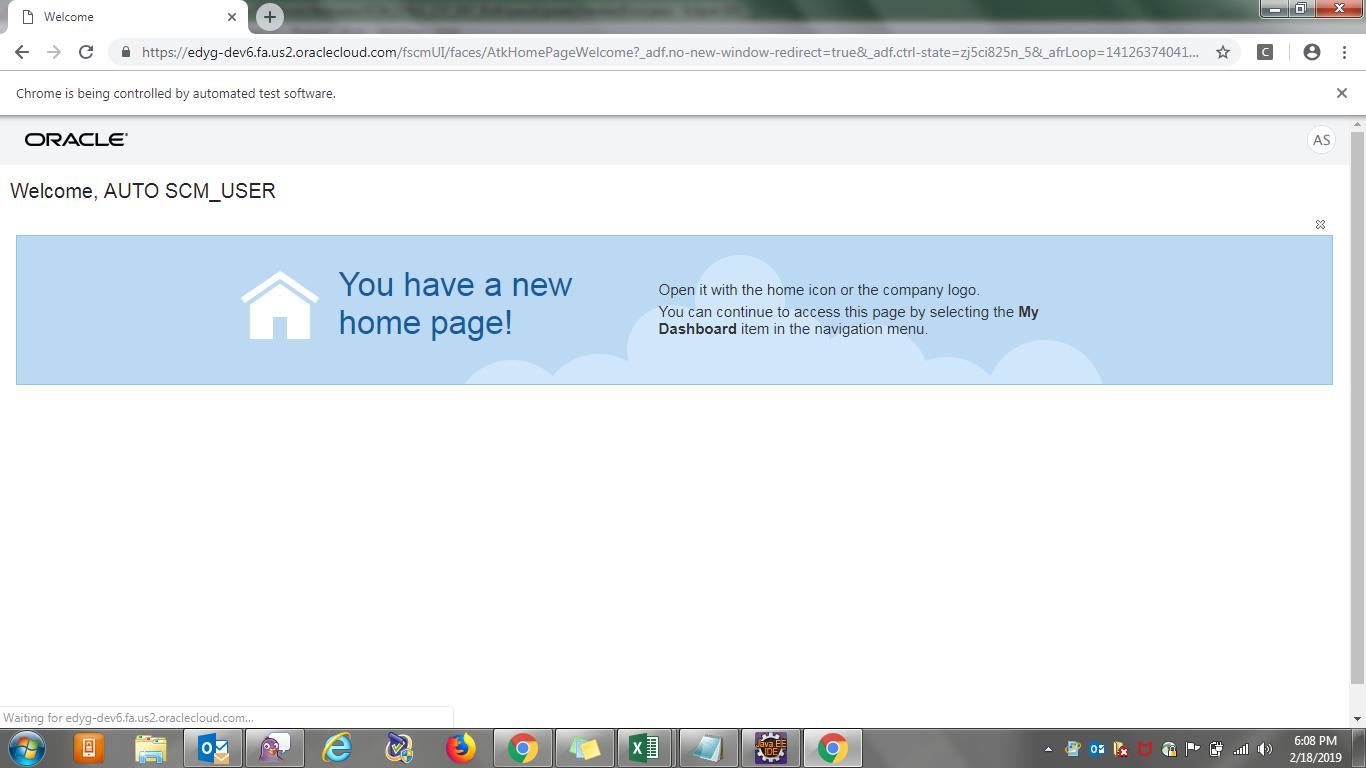 Welcome
https://edyg-dev6.fa.us2.oraclecloud.com/fscmUI/faces/AtkHomePageWelcome?_adf.no-new-window-redirect=true&_adf.ctrl-state=zj5ci825n_5&_afrLoop=14126374041...
C
Chrome is being controlled by automated test software.
ORACLE
AS
Welcome, AUTO SCM_USER
You have a new
home page!
Open it with the home icon or the company logo.
You can continue to access this page by selecting the My
Dashboard item in the navigation menu.
Waiting for edyg-dev6.fa.us2.oraclecloud.com...
Java EE
IDE
6:08 PM
2/18/2019